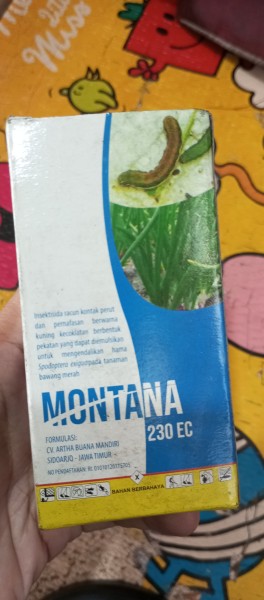 Miso
Insektisida racun kontak perut
dan pernafasan berwarna
kuning kecoklatan berbentuk
pekatan yang dapat diemulsikan
untuk mengendalikan hama
Spodoptera exigua pada tanaman
bawang merah
MONTANA
230 EC
FORMULASI:
CV. ARTHA BUANA MANDIRI
SIDOARJO - JAWA TIMUR
X
BAHAN BERBAHAYA